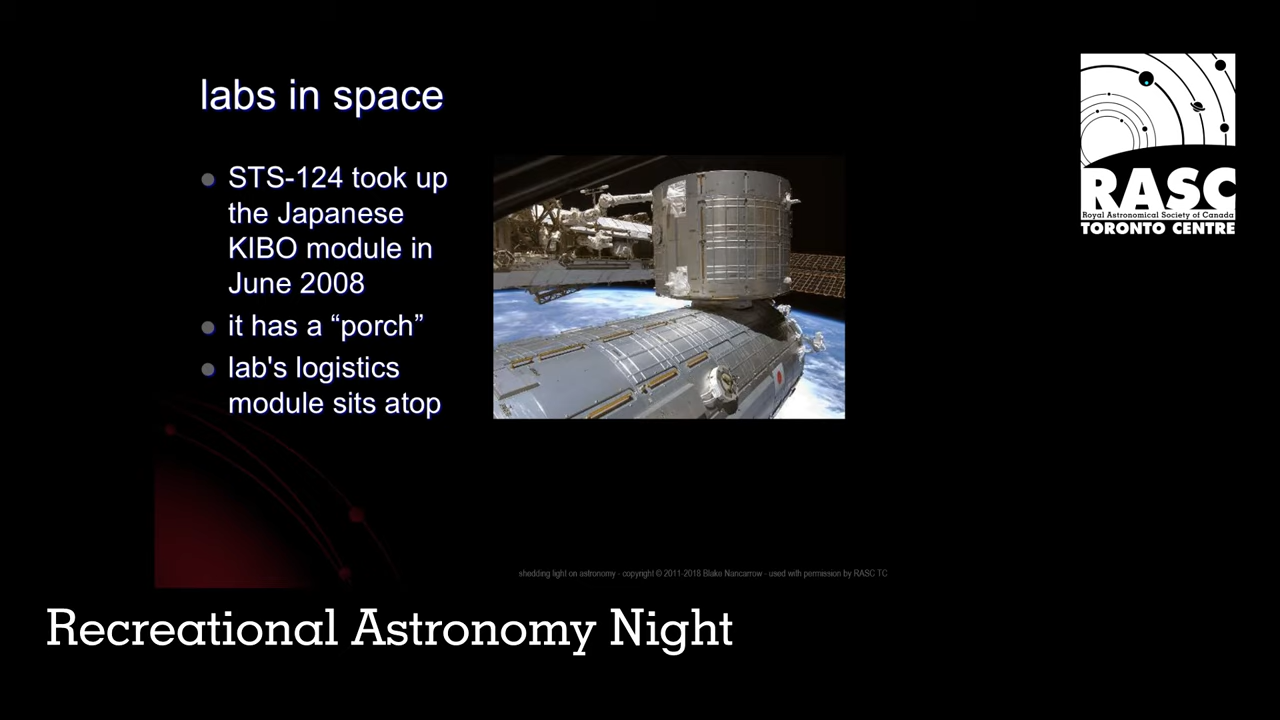 labs in space
STS-124 took up
the Japanese
KIBO module in
June 2008
it has a “porch”
lab's logistics
module sits atop
RASC
Royal Astronomical Society of Canada
TORONTO CENTRE
shedding light on astronomy - copyright © 2011-2018 Blake Nancarrow - used with permission by RASC TC
Recreational Astronomy Night